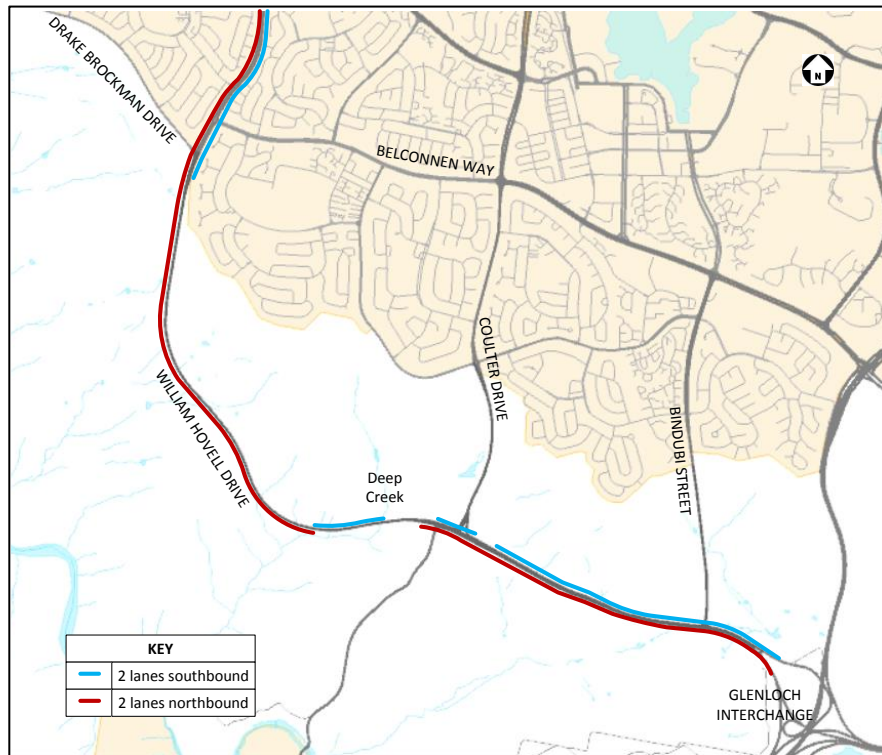 DRAKE BROCKMAN DRIVE
N
BELCONNEN WAY
COULTER DRIVE
WILLIAM HOVELL DRIVE
BINDUBI STREET
Deep
Creek
KEY
2 lanes southbound
2 lanes northbound
GLENLOCH
INTERCHANGE